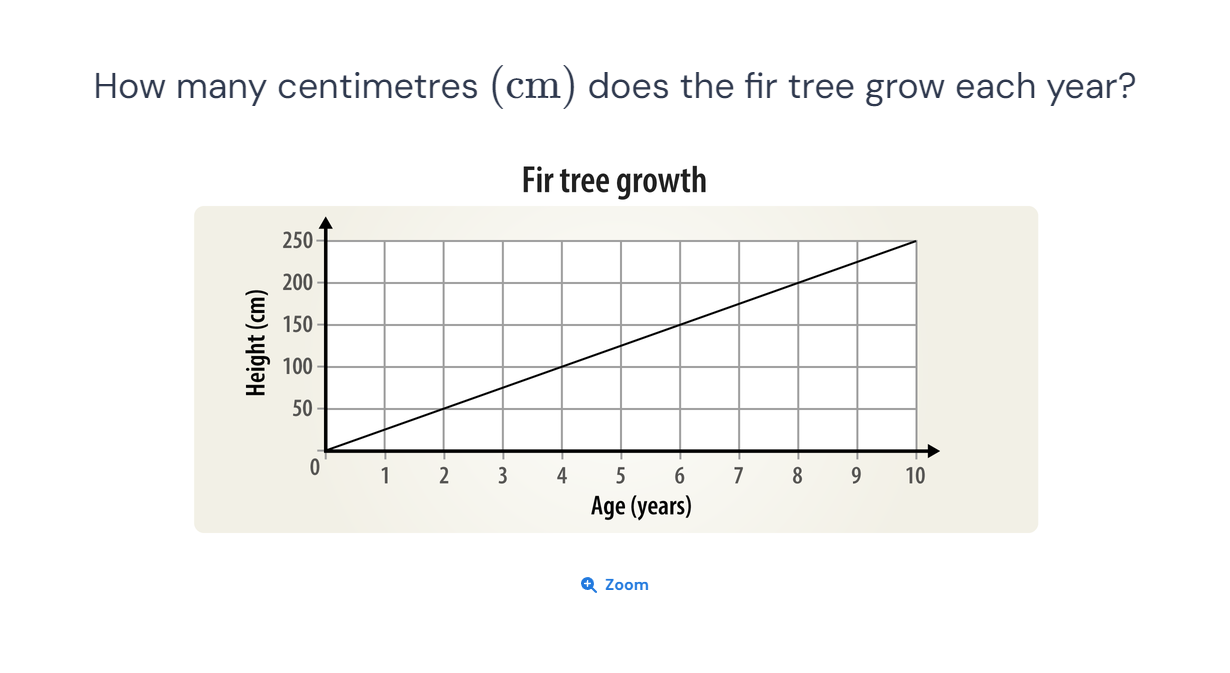 How many centimetres (cm) does the fir tree grow each year?
Fir tree growth
250
200
150
100
50
0
Height (cm)
1 2 3 4 5 6 7 8 9 10
Age (years)
Zoom